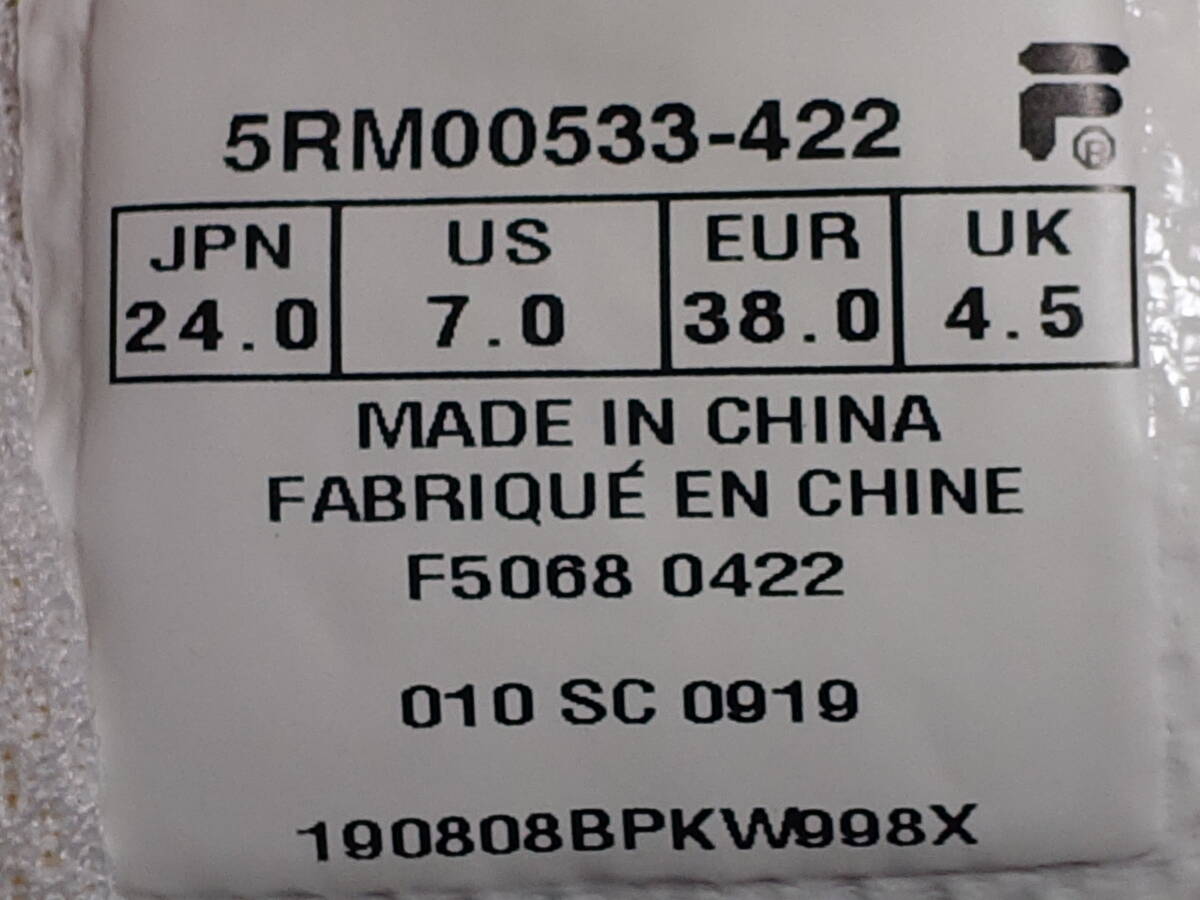 5RM00533-422
JPN US EUR UK
24.0 7.0 38.0 4.5
MADE IN CHINA
FABRIQUÉ EN CHINE
F5068 0422
010 SC 0919
190808BPKW998X